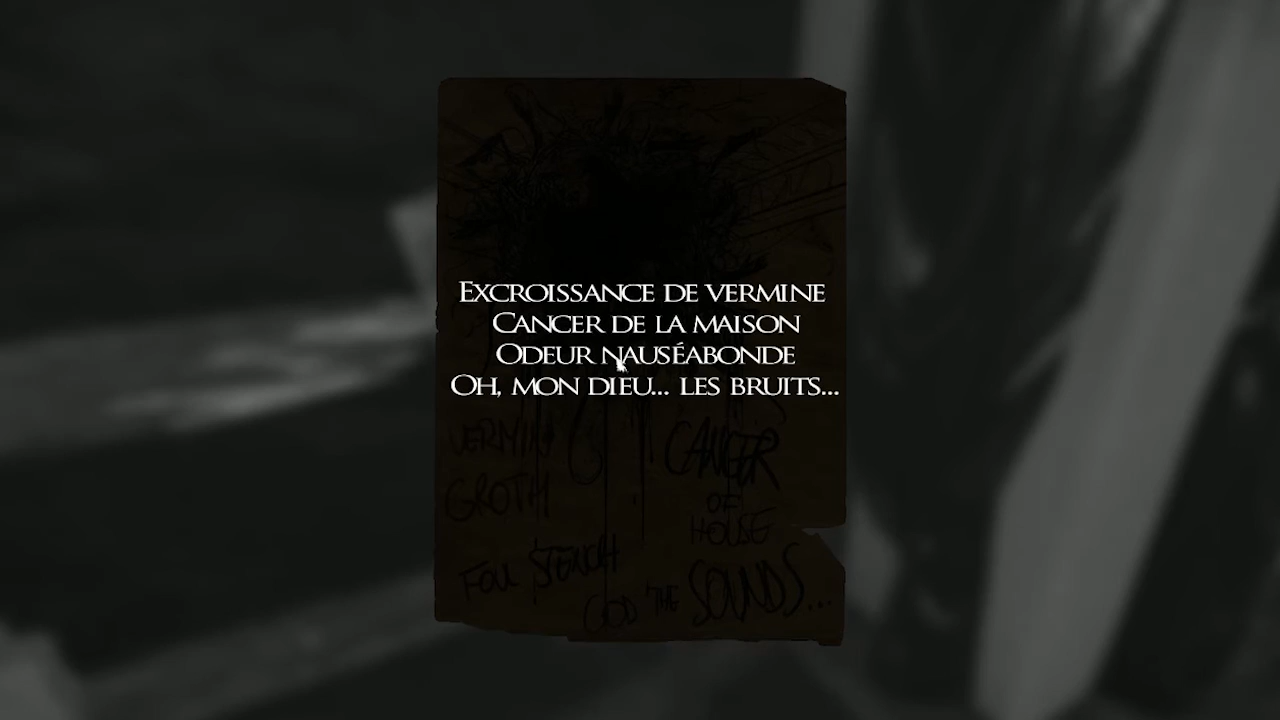 EXCROISSANCE DE VERMINE
CANCER DE LA MAISON
ODEUR NAUSÉABONDE
OH, MON DIEU... LES BRUITS...
VERMIN
GROTH
CANCER
OF
HOUSE
FOUL STENCH
GOD THE SOUNDS...